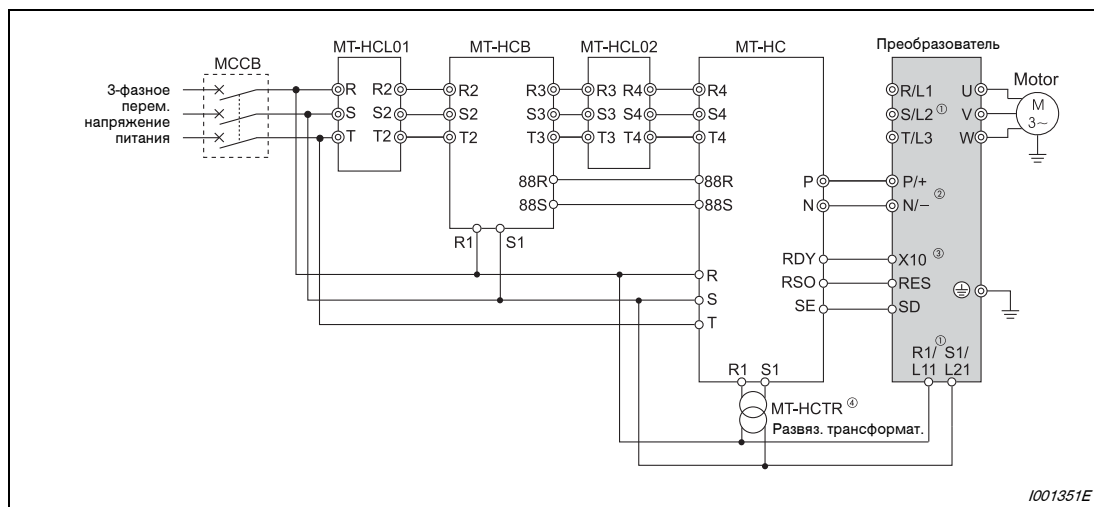 MT-HCL01 MT-HCB MT-HCL02 MT-HC Преобразователь
MCCB Motor
3-фазное
перем.
напряжение
питания
R R2 R2 R3 R3 R4 R4 R/L1 U
S S2 S2 S3 S3 S4 S4 S/L2 ① V
T T2 T2 T3 T3 T4 T4 T/L3 W
M
3~
88R 88R P P/+
88S 88S N N/− ②
R1 S1
RDY X10 ③
R RSO RES
S SE SD
T
R1 S1
R1/ ① S1/
L11 L21
MT-HCTR ④
Развяз. трансформат.
I001351E